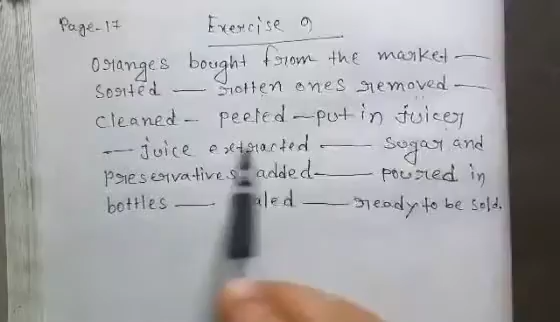 Page-17
Exercise 9
Oranges bought from the market —
Sorted — rotten ones removed —
cleaned — peeled — put in juicer
— juice extracted — sugar and
preservatives added — poured in
bottles — — ready to be sold.